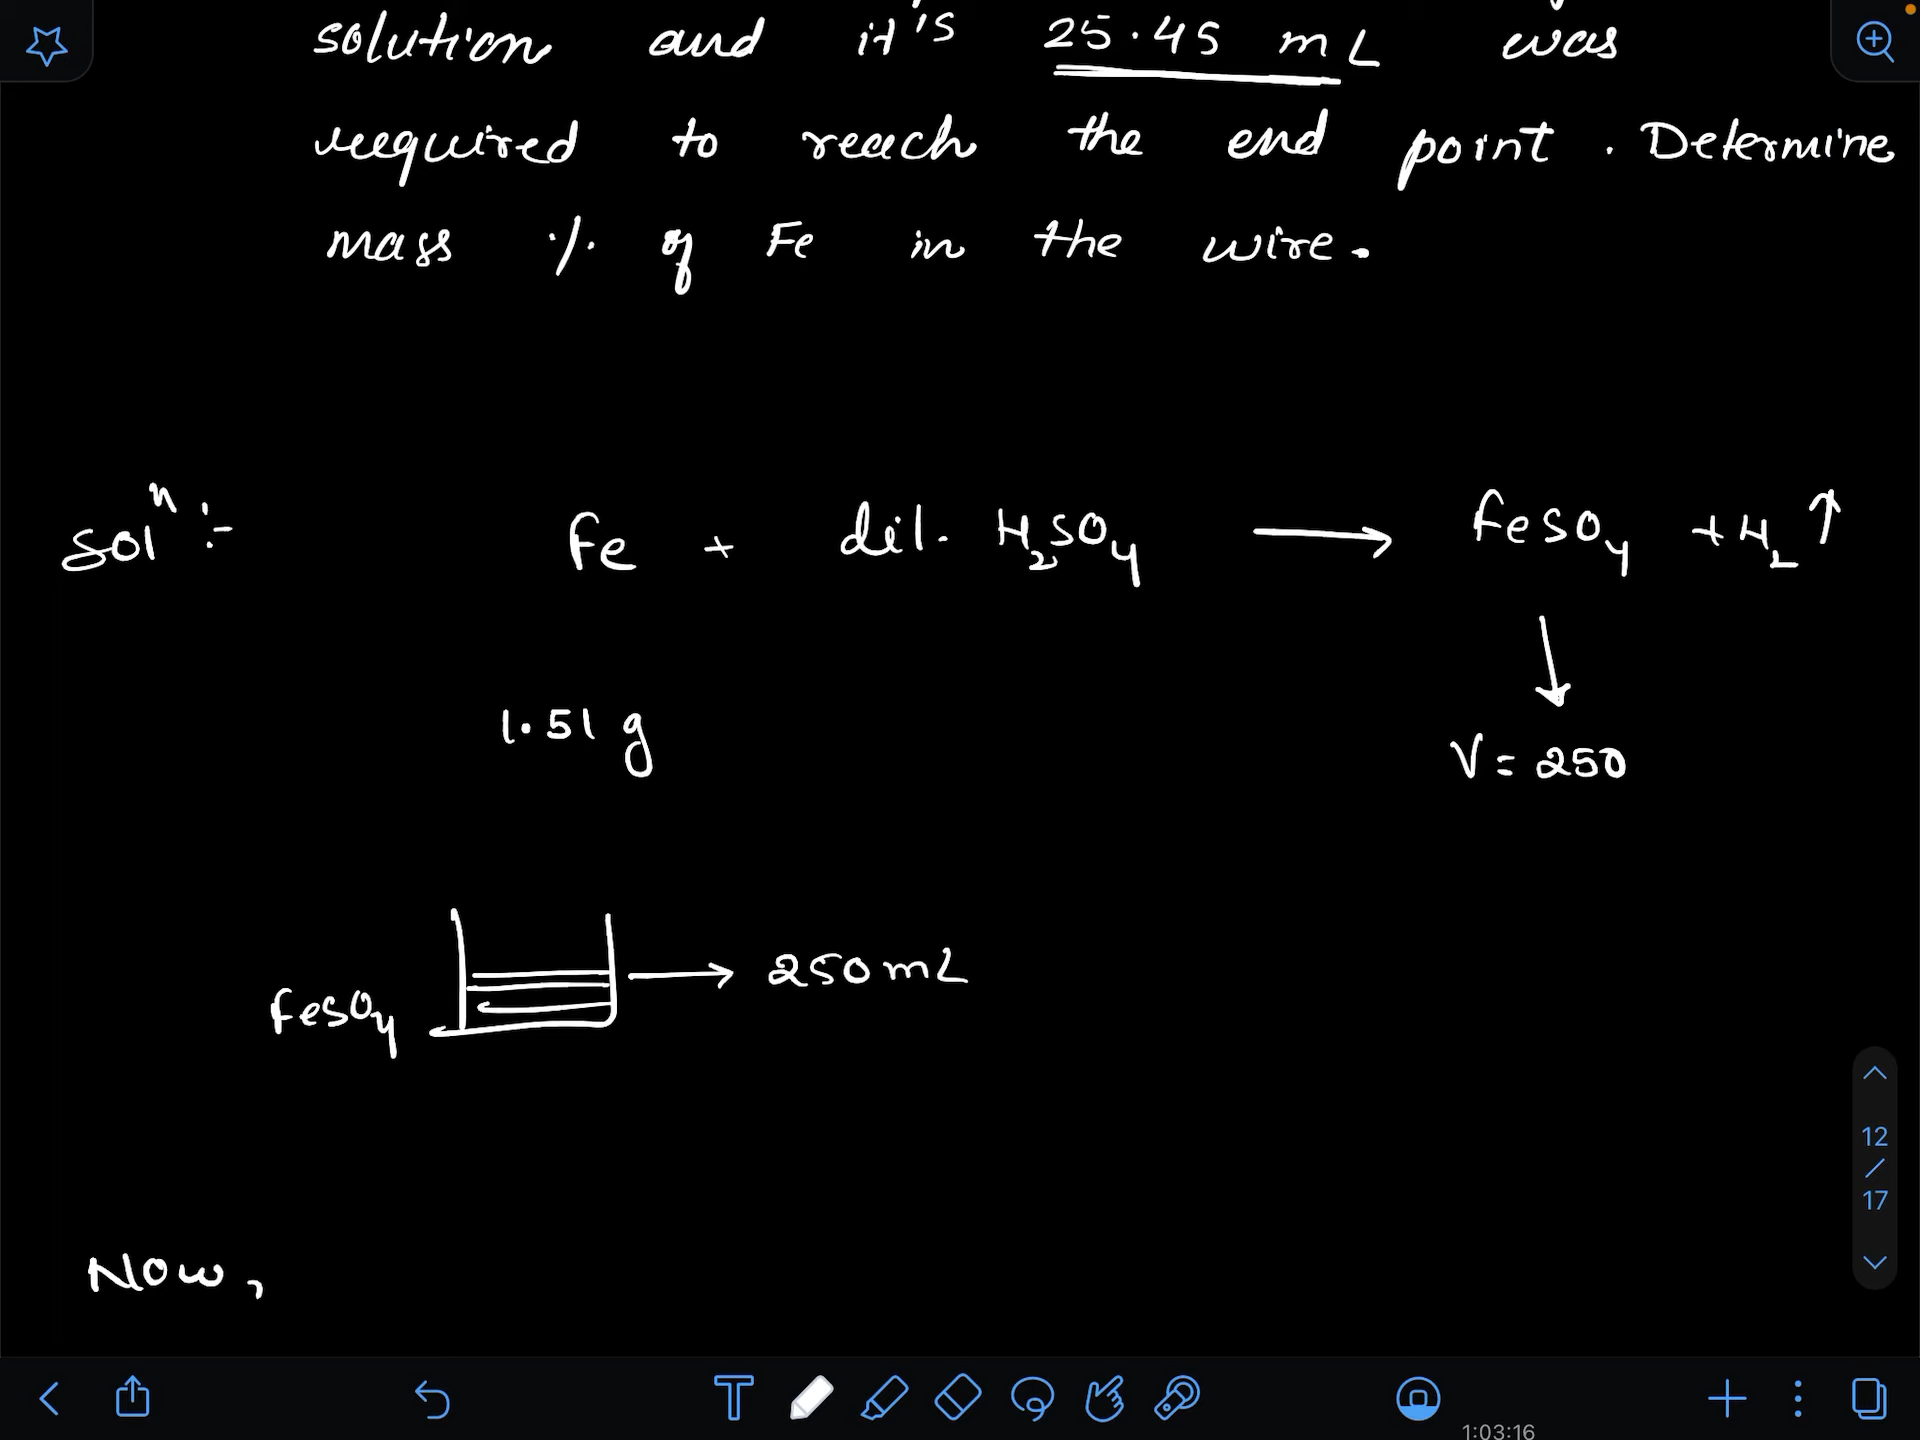 solution and it's 25.45 mL was
required to reach the end point. Determine
mass % of Fe in the wire.
Solⁿ :- Fe + dil. H₂SO₄ ⟶ FeSO₄ + H₂ ↑
1.51 g
V = 250
FeSO₄ → 250 mL
Now,
12
/
17
T
1:03:16